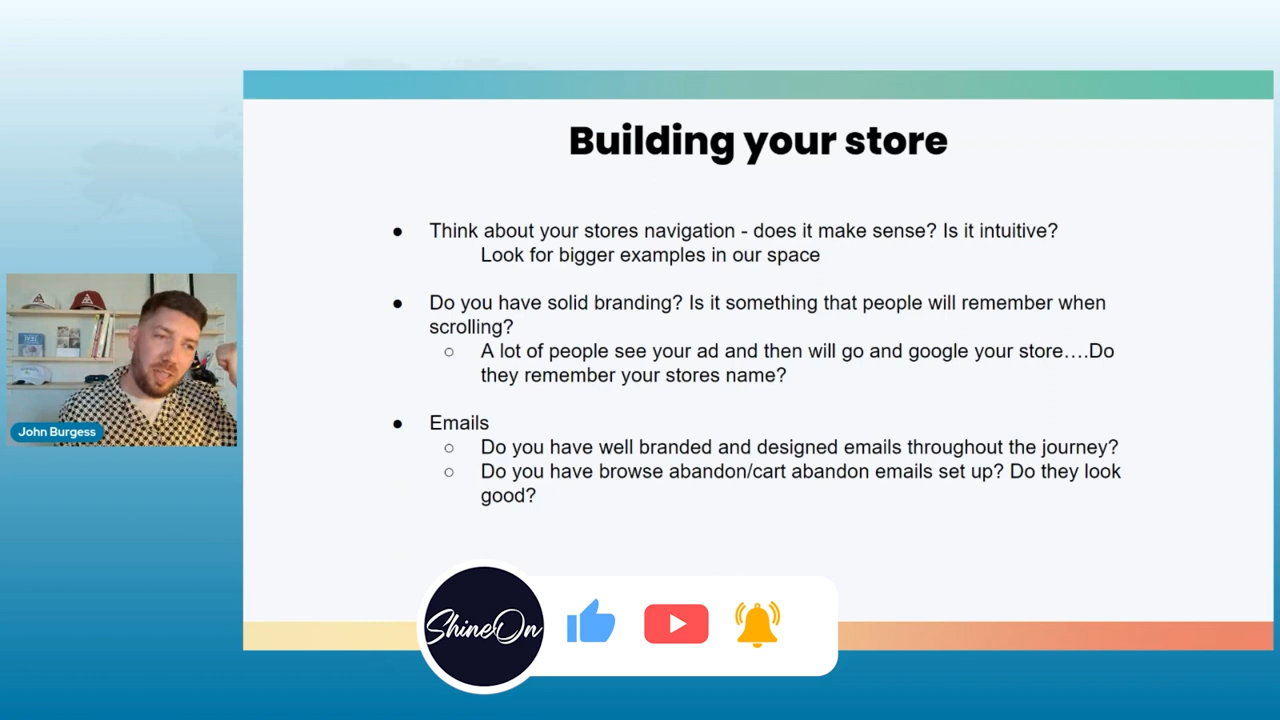 Building your store
Think about your stores navigation - does it make sense? Is it intuitive?
Look for bigger examples in our space
Do you have solid branding? Is it something that people will remember when
scrolling?
A lot of people see your ad and then will go and google your store....Do
they remember your stores name?
Emails
Do you have well branded and designed emails throughout the journey?
Do you have browse abandon/cart abandon emails set up? Do they look
good?
John Burgess
ShineOn